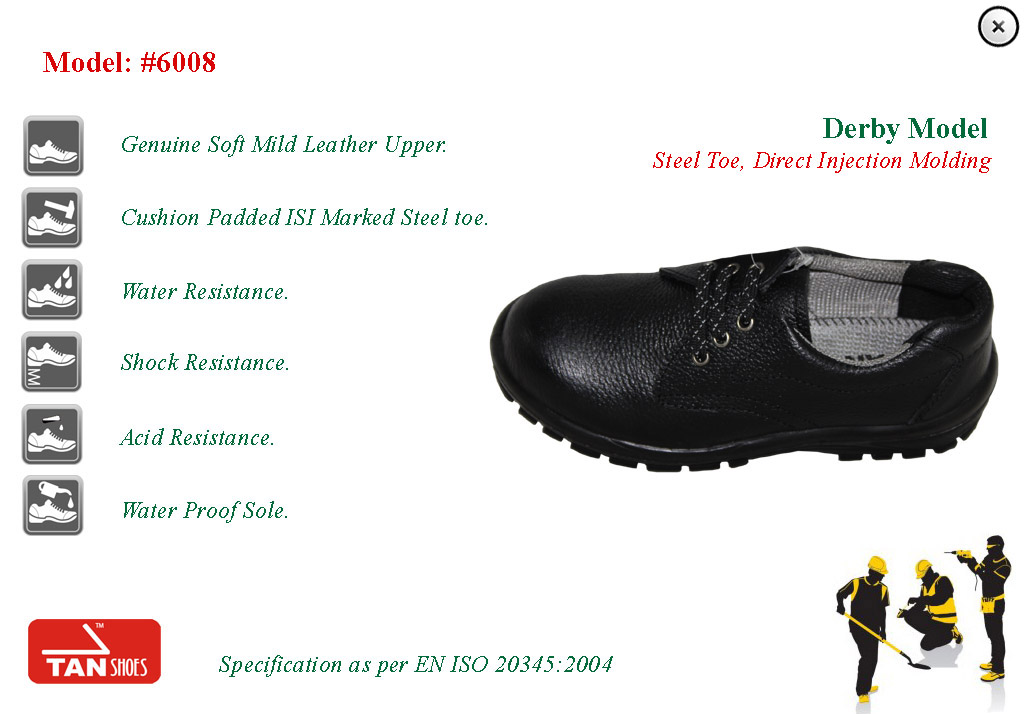 Model: #6008
Derby Model
Steel Toe, Direct Injection Molding
Genuine Soft Mild Leather Upper.
Cushion Padded ISI Marked Steel toe.
Water Resistance.
Shock Resistance.
Acid Resistance.
Water Proof Sole.
TM
TAN SHOES
Specification as per EN ISO 20345:2004